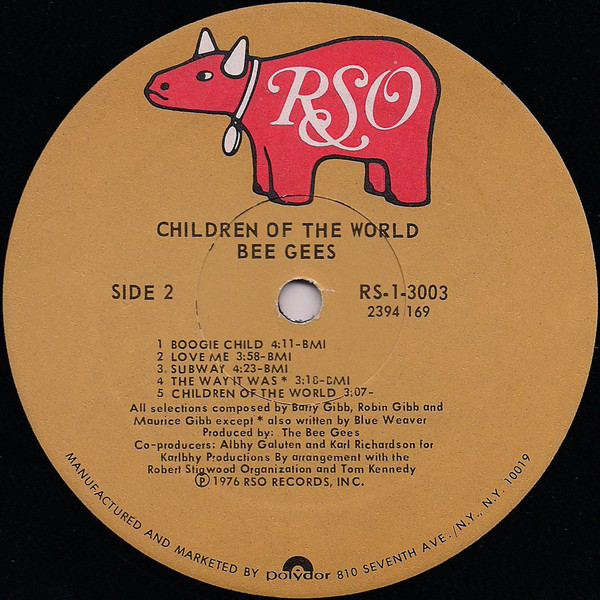 RSO
CHILDREN OF THE WORLD
BEE GEES
SIDE 2
RS-1-3003
2394 169
1 BOOGIE CHILD 4:11-BMI
2 LOVE ME 3:58-BMI
3. SUBWAY 4:23-BMI
4 THE WAY IT WAS * 3:18-BMI
5 CHILDREN OF THE WORLD 3:07-
All selections composed by Barry Gibb, Robin Gibb and
Maurice Gibb except * also written by Blue Weaver
Produced by: The Bee Gees
Co-producers: Albhy Galuten and Karl Richardson for
Karlbhy Productions By arrangement with the
Robert Stigwood Organization and Tom Kennedy
℗ 1976 RSO RECORDS, INC.
MANUFACTURED AND MARKETED BY polydor 810 SEVENTH AVE./N.Y., N.Y. 10019